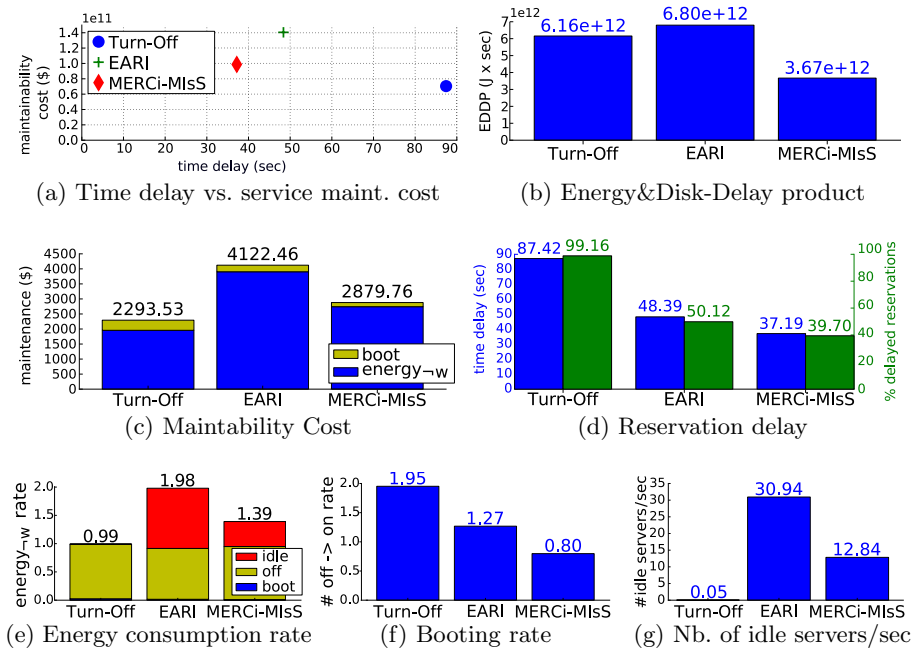 1e11
1.4
1.2
1.0
0.8
0.6
0.4
0.2
0.0
maintainability
cost ($)
Turn-Off
EARI
MERCi-MIsS
0 10 20 30 40 50 60 70 80 90
time delay (sec)
(a) Time delay vs. service maint. cost
1e12
7
6
5
4
3
2
1
0
EDDP (J x sec)
6.16e+12
6.80e+12
3.67e+12
Turn-Off EARI MERCi-MIsS
(b) Energy&Disk-Delay product
4500
4000
3500
3000
2500
2000
1500
1000
500
0
maintenance ($)
2293.53
4122.46
2879.76
boot
energy¬w
Turn-Off EARI MERCi-MIsS
(c) Maintability Cost
90
80
70
60
50
40
30
20
10
0
time delay (sec)
87.42 99.16
48.39 50.12
37.19 39.70
100
80
60
40
20
0
% delayed reservations
Turn-Off EARI MERCi-MIsS
(d) Reservation delay
2.0
1.5
1.0
0.5
0.0
energy¬w rate
0.99
1.98
1.39
idle
off
boot
Turn-Off EARI MERCi-MIsS
(e) Energy consumption rate
2.0
1.5
1.0
0.5
0.0
# off -> on rate
1.95
1.27
0.80
Turn-Off EARI MERCi-MIsS
(f) Booting rate
35
30
25
20
15
10
5
0
#idle servers/sec
0.05
30.94
12.84
Turn-Off EARI MERCi-MIsS
(g) Nb. of idle servers/sec